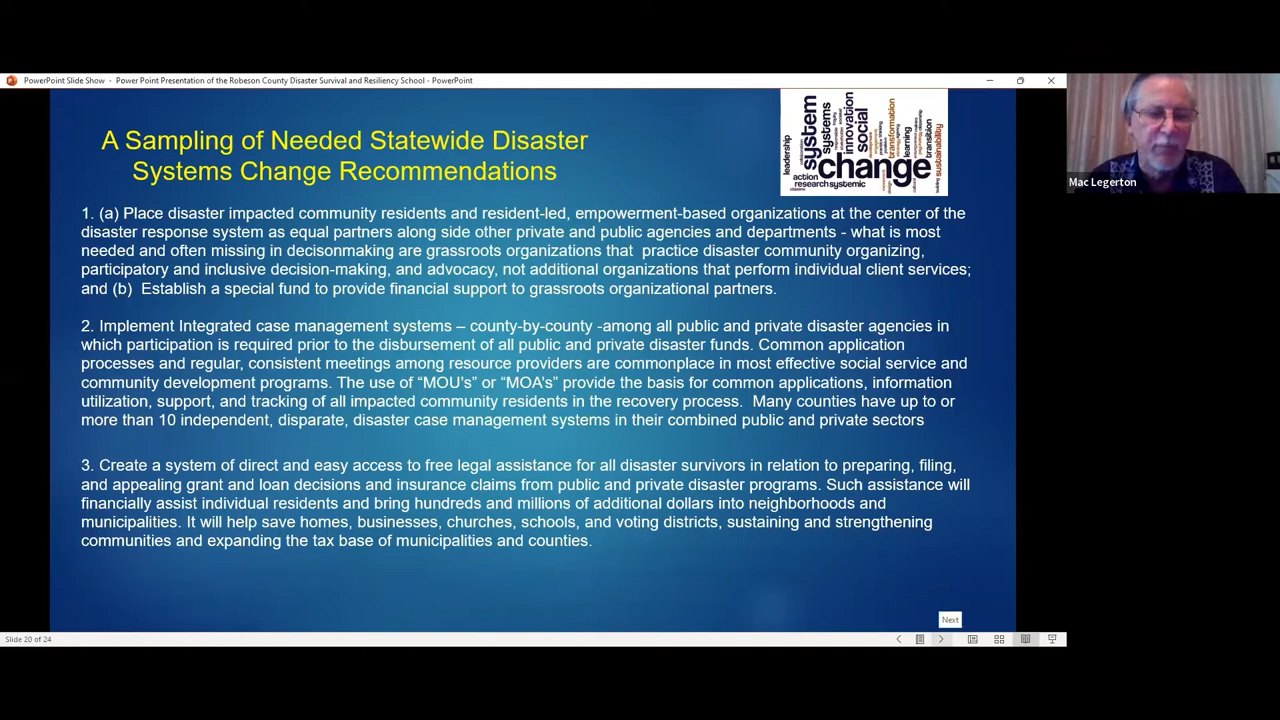 PowerPoint Slide Show - Power Point Presentation of the Robeson County Disaster Survival and Resiliency School - PowerPoint
A Sampling of Needed Statewide Disaster
Systems Change Recommendations
leadership
system
systems
innovation
social
transformation
learning
transition
sustainability
change
action
research
systemic
Mac Legerton
1. (a) Place disaster impacted community residents and resident-led, empowerment-based organizations at the center of the
disaster response system as equal partners along side other private and public agencies and departments - what is most
needed and often missing in decisonmaking are grassroots organizations that practice disaster community organizing,
participatory and inclusive decision-making, and advocacy, not additional organizations that perform individual client services;
and (b) Establish a special fund to provide financial support to grassroots organizational partners.
2. Implement Integrated case management systems – county-by-county -among all public and private disaster agencies in
which participation is required prior to the disbursement of all public and private disaster funds. Common application
processes and regular, consistent meetings among resource providers are commonplace in most effective social service and
community development programs. The use of “MOU’s” or “MOA’s” provide the basis for common applications, information
utilization, support, and tracking of all impacted community residents in the recovery process. Many counties have up to or
more than 10 independent, disparate, disaster case management systems in their combined public and private sectors
3. Create a system of direct and easy access to free legal assistance for all disaster survivors in relation to preparing, filing,
and appealing grant and loan decisions and insurance claims from public and private disaster programs. Such assistance will
financially assist individual residents and bring hundreds and millions of additional dollars into neighborhoods and
municipalities. It will help save homes, businesses, churches, schools, and voting districts, sustaining and strengthening
communities and expanding the tax base of municipalities and counties.
Next
Slide 20 of 24